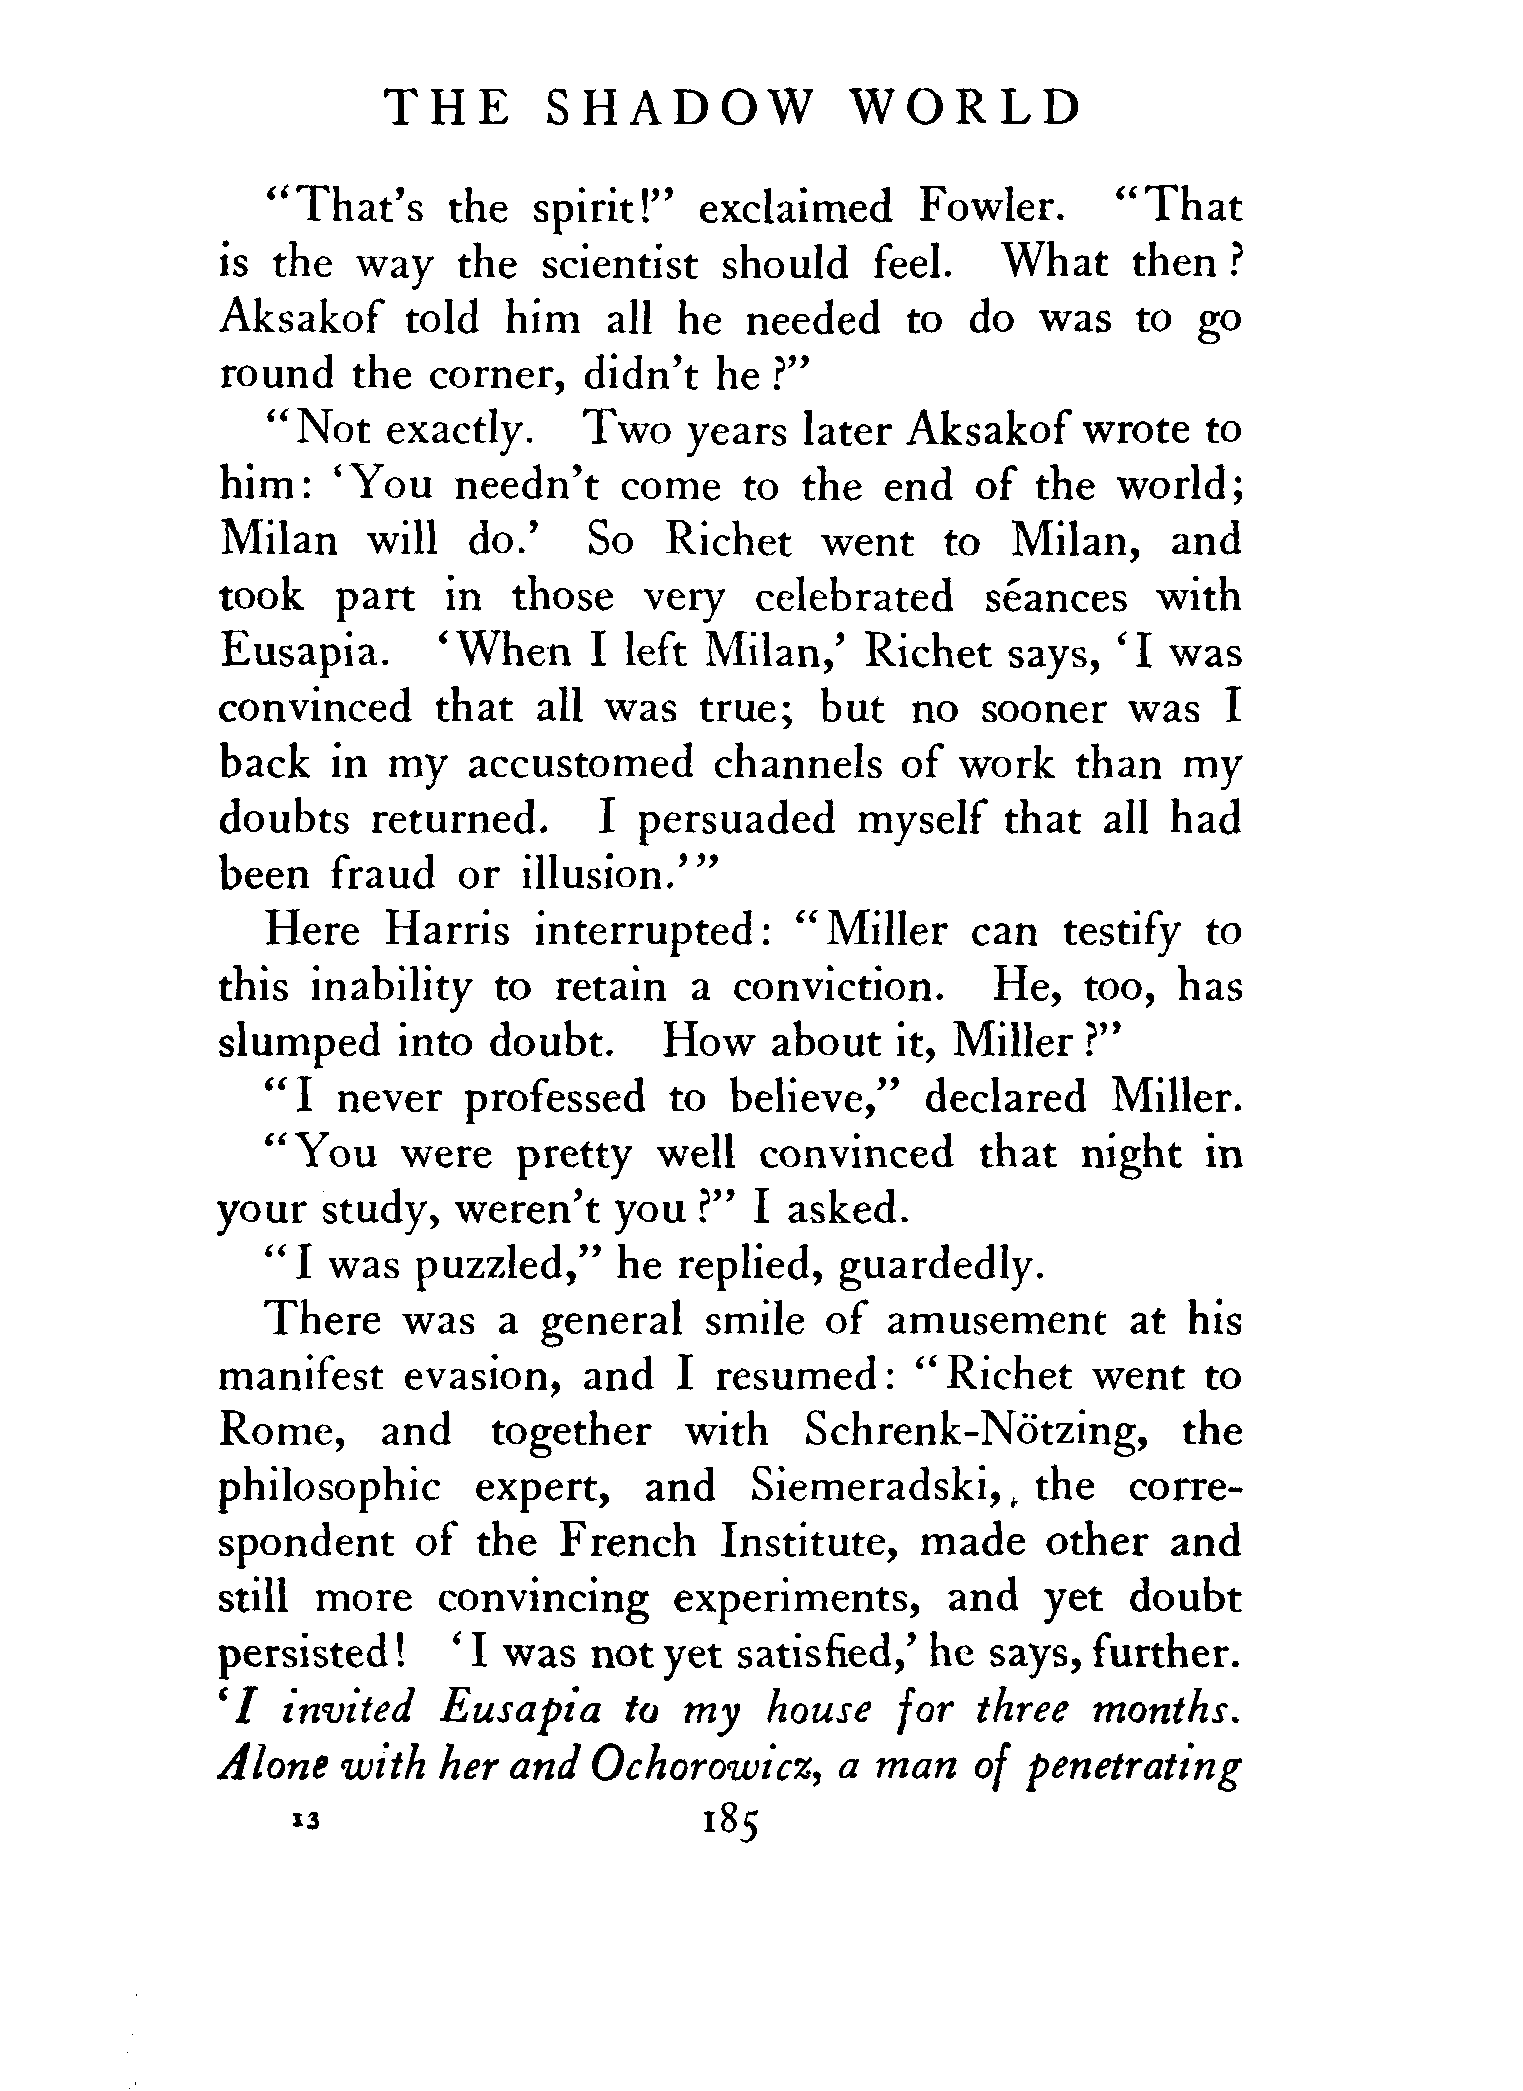 THE SHADOW WORLD
"That's the spirit!" exclaimed Fowler. "That
is the way the scientist should feel. What then?
Aksakof told him all he needed to do was to go
round the corner, didn't he?"
"Not exactly. Two years later Aksakof wrote to
him: 'You needn't come to the end of the world;
Milan will do.' So Richet went to Milan, and
took part in those very celebrated séances with
Eusapia. 'When I left Milan,' Richet says, 'I was
convinced that all was true; but no sooner was I
back in my accustomed channels of work than my
doubts returned. I persuaded myself that all had
been fraud or illusion.'"
Here Harris interrupted: "Miller can testify to
this inability to retain a conviction. He, too, has
slumped into doubt. How about it, Miller?"
"I never professed to believe," declared Miller.
"You were pretty well convinced that night in
your study, weren't you?" I asked.
"I was puzzled," he replied, guardedly.
There was a general smile of amusement at his
manifest evasion, and I resumed: "Richet went to
Rome, and together with Schrenk-Nötzing, the
philosophic expert, and Siemeradski, the corre-
spondent of the French Institute, made other and
still more convincing experiments, and yet doubt
persisted! 'I was not yet satisfied,' he says, further.
'I invited Eusapia to my house for three months.
Alone with her and Ochorowicz, a man of penetrating
13 185